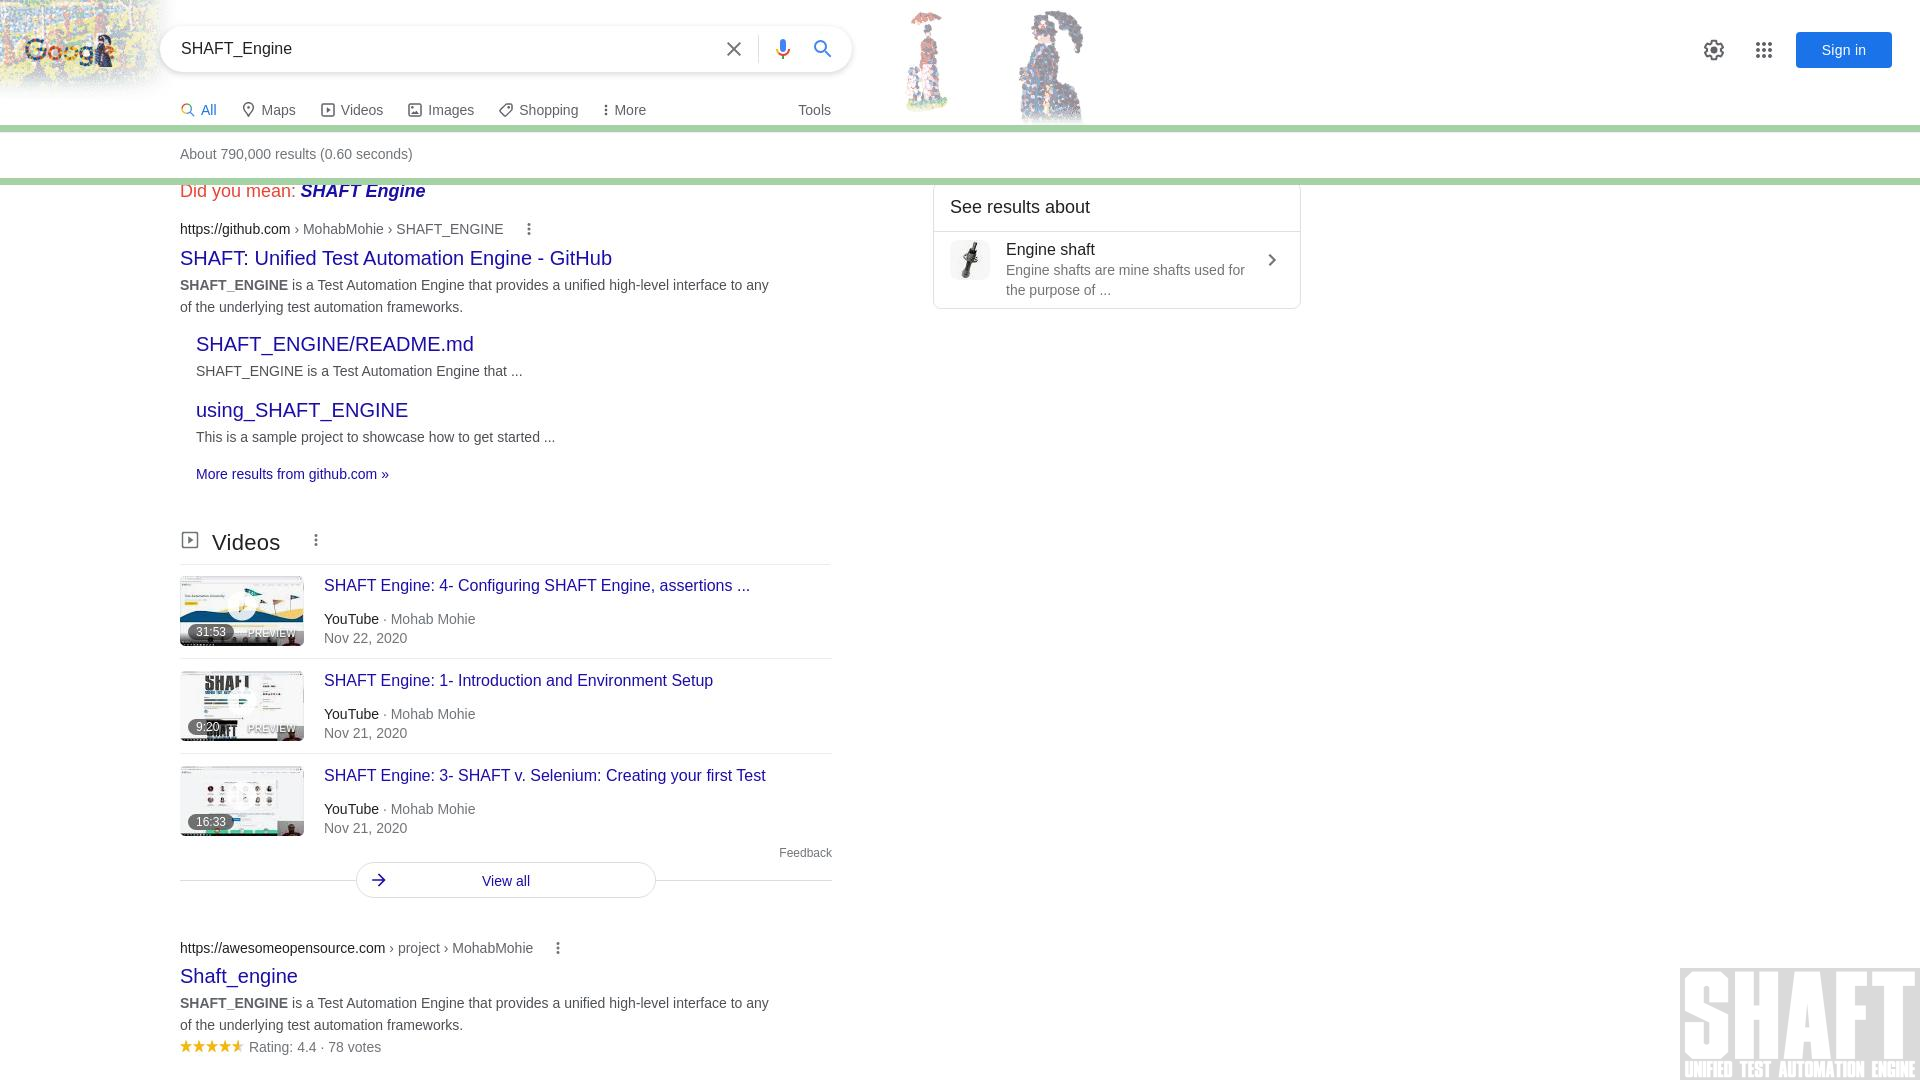 Google
SHAFT_Engine
Sign in
All
Maps
Videos
Images
Shopping
More
Tools
About 790,000 results (0.60 seconds)
Did you mean: SHAFT Engine
https://github.com › MohabMohie › SHAFT_ENGINE
SHAFT: Unified Test Automation Engine - GitHub
SHAFT_ENGINE is a Test Automation Engine that provides a unified high-level interface to any
of the underlying test automation frameworks.
SHAFT_ENGINE/README.md
SHAFT_ENGINE is a Test Automation Engine that ...
using_SHAFT_ENGINE
This is a sample project to showcase how to get started ...
More results from github.com »
See results about
Engine shaft
Engine shafts are mine shafts used for
the purpose of ...
Videos
SHAFT Engine: 4- Configuring SHAFT Engine, assertions ...
31:53
PREVIEW
YouTube · Mohab Mohie
Nov 22, 2020
SHAFT
SHAFT Engine: 1- Introduction and Environment Setup
9:20
PREVIEW
SHAFT
YouTube · Mohab Mohie
Nov 21, 2020
SHAFT Engine: 3- SHAFT v. Selenium: Creating your first Test
16:33
YouTube · Mohab Mohie
Nov 21, 2020
Feedback
View all
https://awesomeopensource.com › project › MohabMohie
Shaft_engine
SHAFT_ENGINE is a Test Automation Engine that provides a unified high-level interface to any
of the underlying test automation frameworks.
Rating: 4.4 · 78 votes
SHAFT
UNIFIED TEST AUTOMATION ENGINE